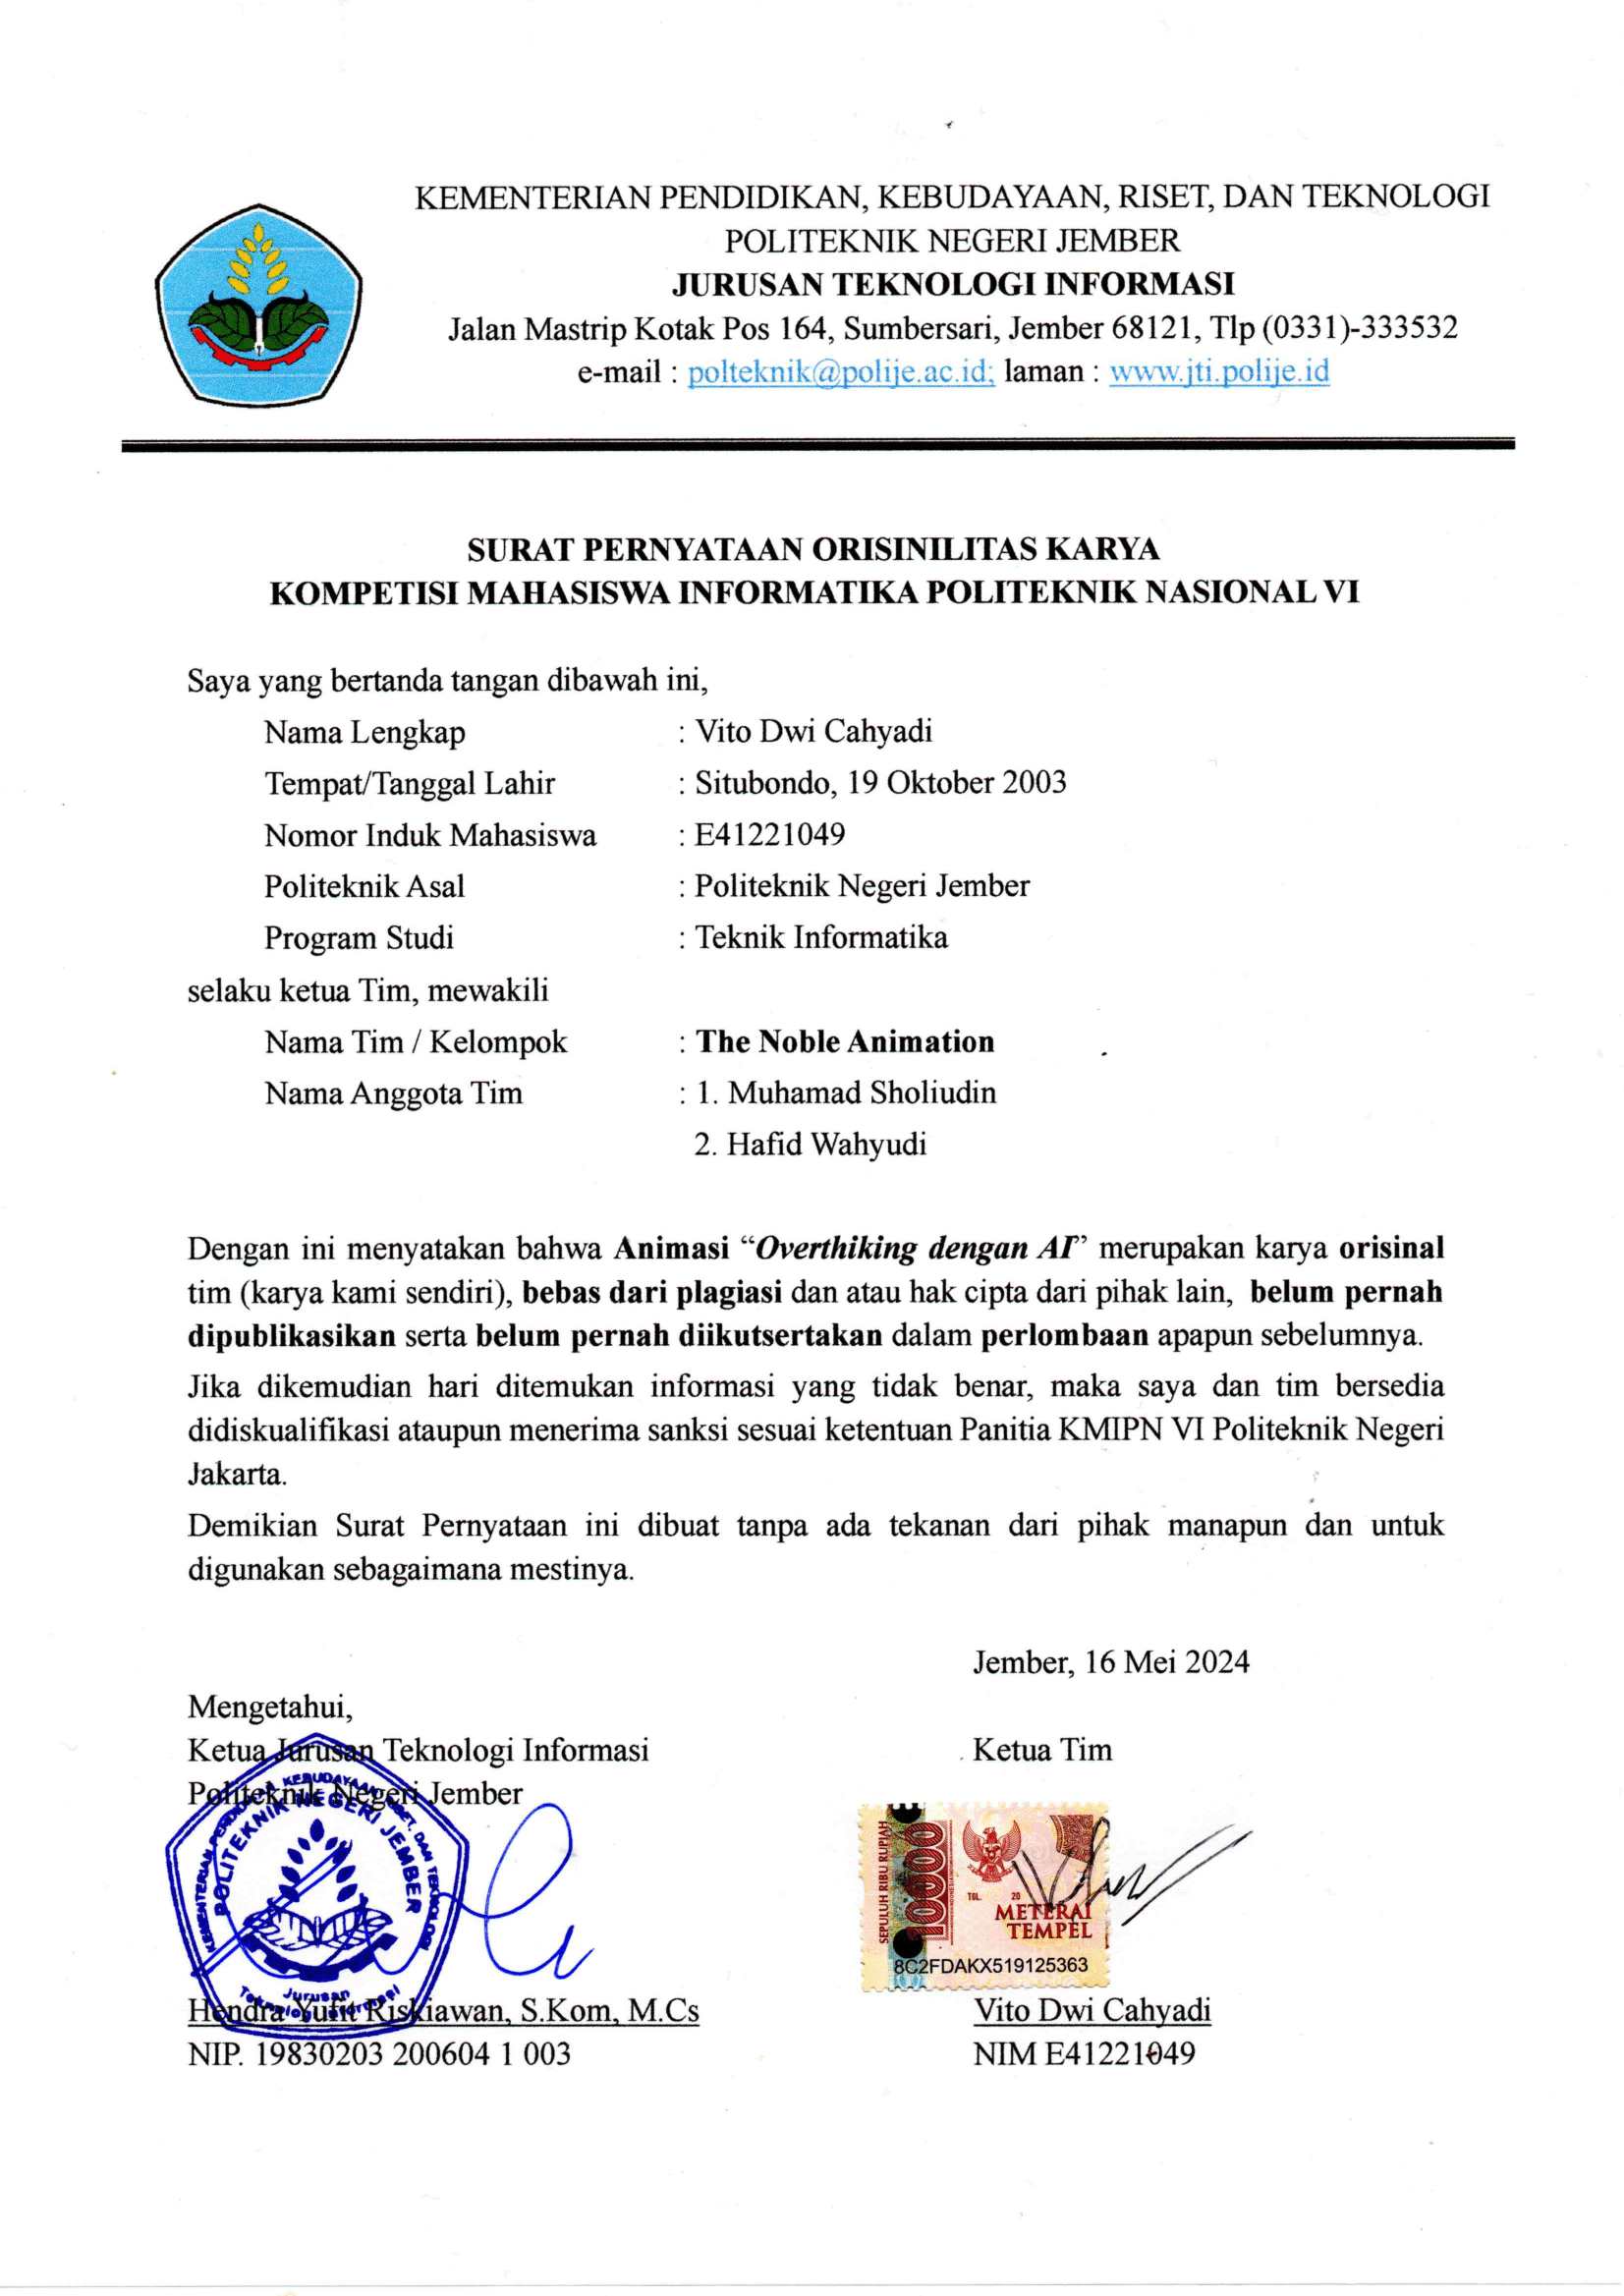 KEMENTERIAN PENDIDIKAN, KEBUDAYAAN, RISET, DAN TEKNOLOGI
POLITEKNIK NEGERI JEMBER
JURUSAN TEKNOLOGI INFORMASI
Jalan Mastrip Kotak Pos 164, Sumbersari, Jember 68121, Tlp (0331)-333532
e-mail : polteknik@polije.ac.id; laman : www.jti.polije.id
SURAT PERNYATAAN ORISINILITAS KARYA
KOMPETISI MAHASISWA INFORMATIKA POLITEKNIK NASIONAL VI
Saya yang bertanda tangan dibawah ini,
Nama Lengkap : Vito Dwi Cahyadi
Tempat/Tanggal Lahir : Situbondo, 19 Oktober 2003
Nomor Induk Mahasiswa : E41221049
Politeknik Asal : Politeknik Negeri Jember
Program Studi : Teknik Informatika
selaku ketua Tim, mewakili
Nama Tim / Kelompok : The Noble Animation
Nama Anggota Tim : 1. Muhamad Sholiudin
2. Hafid Wahyudi
Dengan ini menyatakan bahwa Animasi “Overthiking dengan AI” merupakan karya orisinal
tim (karya kami sendiri), bebas dari plagiasi dan atau hak cipta dari pihak lain, belum pernah
dipublikasikan serta belum pernah diikutsertakan dalam perlombaan apapun sebelumnya.
Jika dikemudian hari ditemukan informasi yang tidak benar, maka saya dan tim bersedia
didiskualifikasi ataupun menerima sanksi sesuai ketentuan Panitia KMIPN VI Politeknik Negeri
Jakarta.
Demikian Surat Pernyataan ini dibuat tanpa ada tekanan dari pihak manapun dan untuk
digunakan sebagaimana mestinya.
Jember, 16 Mei 2024
Mengetahui,
Ketua Jurusan Teknologi Informasi
Politeknik Negeri Jember
Ketua Tim
KEMENTERIAN PENDIDIKAN, KEBUDAYAAN, RISET, DAN TEKNOLOGI
POLITEKNIK NEGERI JEMBER
Jurusan
Teknologi Informasi
SEPULUH RIBU RUPIAH
10000
TGL. 20
METERAI
TEMPEL
8C2FDAKX519125363
Hendra Yufit Riskiawan, S.Kom, M.Cs
NIP. 19830203 200604 1 003
Vito Dwi Cahyadi
NIM E41221049